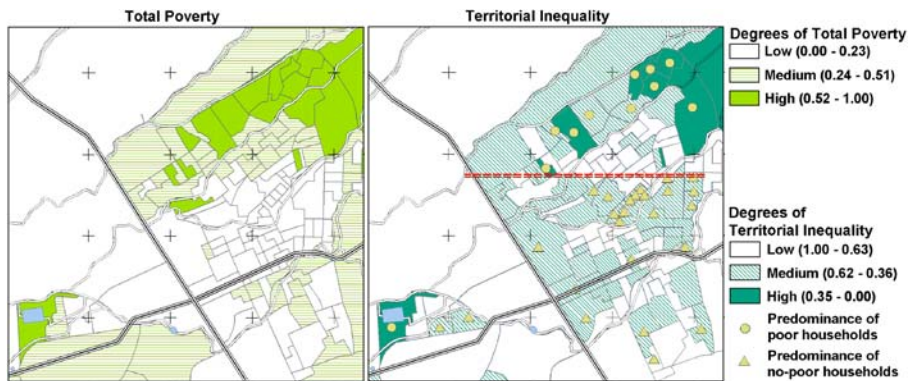 Total Poverty
Territorial Inequality
Degrees of Total Poverty
Low (0.00 - 0.23)
Medium (0.24 - 0.51)
High (0.52 - 1.00)
Degrees of
Territorial Inequality
Low (1.00 - 0.63)
Medium (0.62 - 0.36)
High (0.35 - 0.00)
Predominance of
poor households
Predominance of
no-poor households